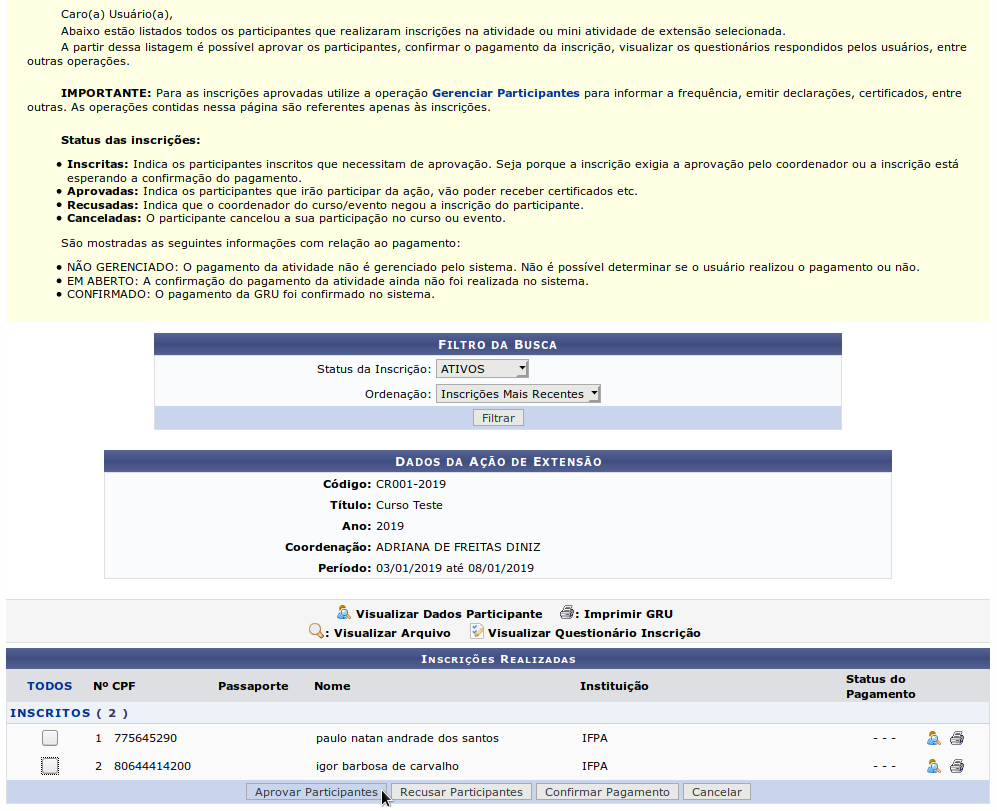 Caro(a) Usuário(a),
Abaixo estão listados todos os participantes que realizaram inscrições na atividade ou mini atividade de extensão selecionada.
A partir dessa listagem é possível aprovar os participantes, confirmar o pagamento da inscrição, visualizar os questionários respondidos pelos usuários, entre
outras operações.
IMPORTANTE: Para as inscrições aprovadas utilize a operação Gerenciar Participantes para informar a frequência, emitir declarações, certificados, entre
outras. As operações contidas nessa página são referentes apenas às inscrições.
Status das inscrições:
• Inscritas: Indica os participantes inscritos que necessitam de aprovação. Seja porque a inscrição exigia a aprovação pelo coordenador ou a inscrição está
esperando a confirmação do pagamento.
• Aprovadas: Indica os participantes que irão participar da ação, vão poder receber certificados etc.
• Recusadas: Indica que o coordenador do curso/evento negou a inscrição do participante.
• Canceladas: O participante cancelou a sua participação no curso ou evento.
São mostradas as seguintes informações com relação ao pagamento:
• NÃO GERENCIADO: O pagamento da atividade não é gerenciado pelo sistema. Não é possível determinar se o usuário realizou o pagamento ou não.
• EM ABERTO: A confirmação do pagamento da atividade ainda não foi realizada no sistema.
• CONFIRMADO: O pagamento da GRU foi confirmado no sistema.
FILTRO DA BUSCA
Status da Inscrição: ATIVOS
Ordenação: Inscrições Mais Recentes
Filtrar
DADOS DA AÇÃO DE EXTENSÃO
Código: CR001-2019
Título: Curso Teste
Ano: 2019
Coordenação: ADRIANA DE FREITAS DINIZ
Período: 03/01/2019 até 08/01/2019
Visualizar Dados Participante : Imprimir GRU
: Visualizar Arquivo Visualizar Questionário Inscrição
INSCRIÇÕES REALIZADAS
TODOS Nº CPF Passaporte Nome Instituição Status do Pagamento
INSCRITOS ( 2 )
1 775645290 paulo natan andrade dos santos IFPA - - -
2 80644414200 igor barbosa de carvalho IFPA - - -
Aprovar Participantes Recusar Participantes Confirmar Pagamento Cancelar